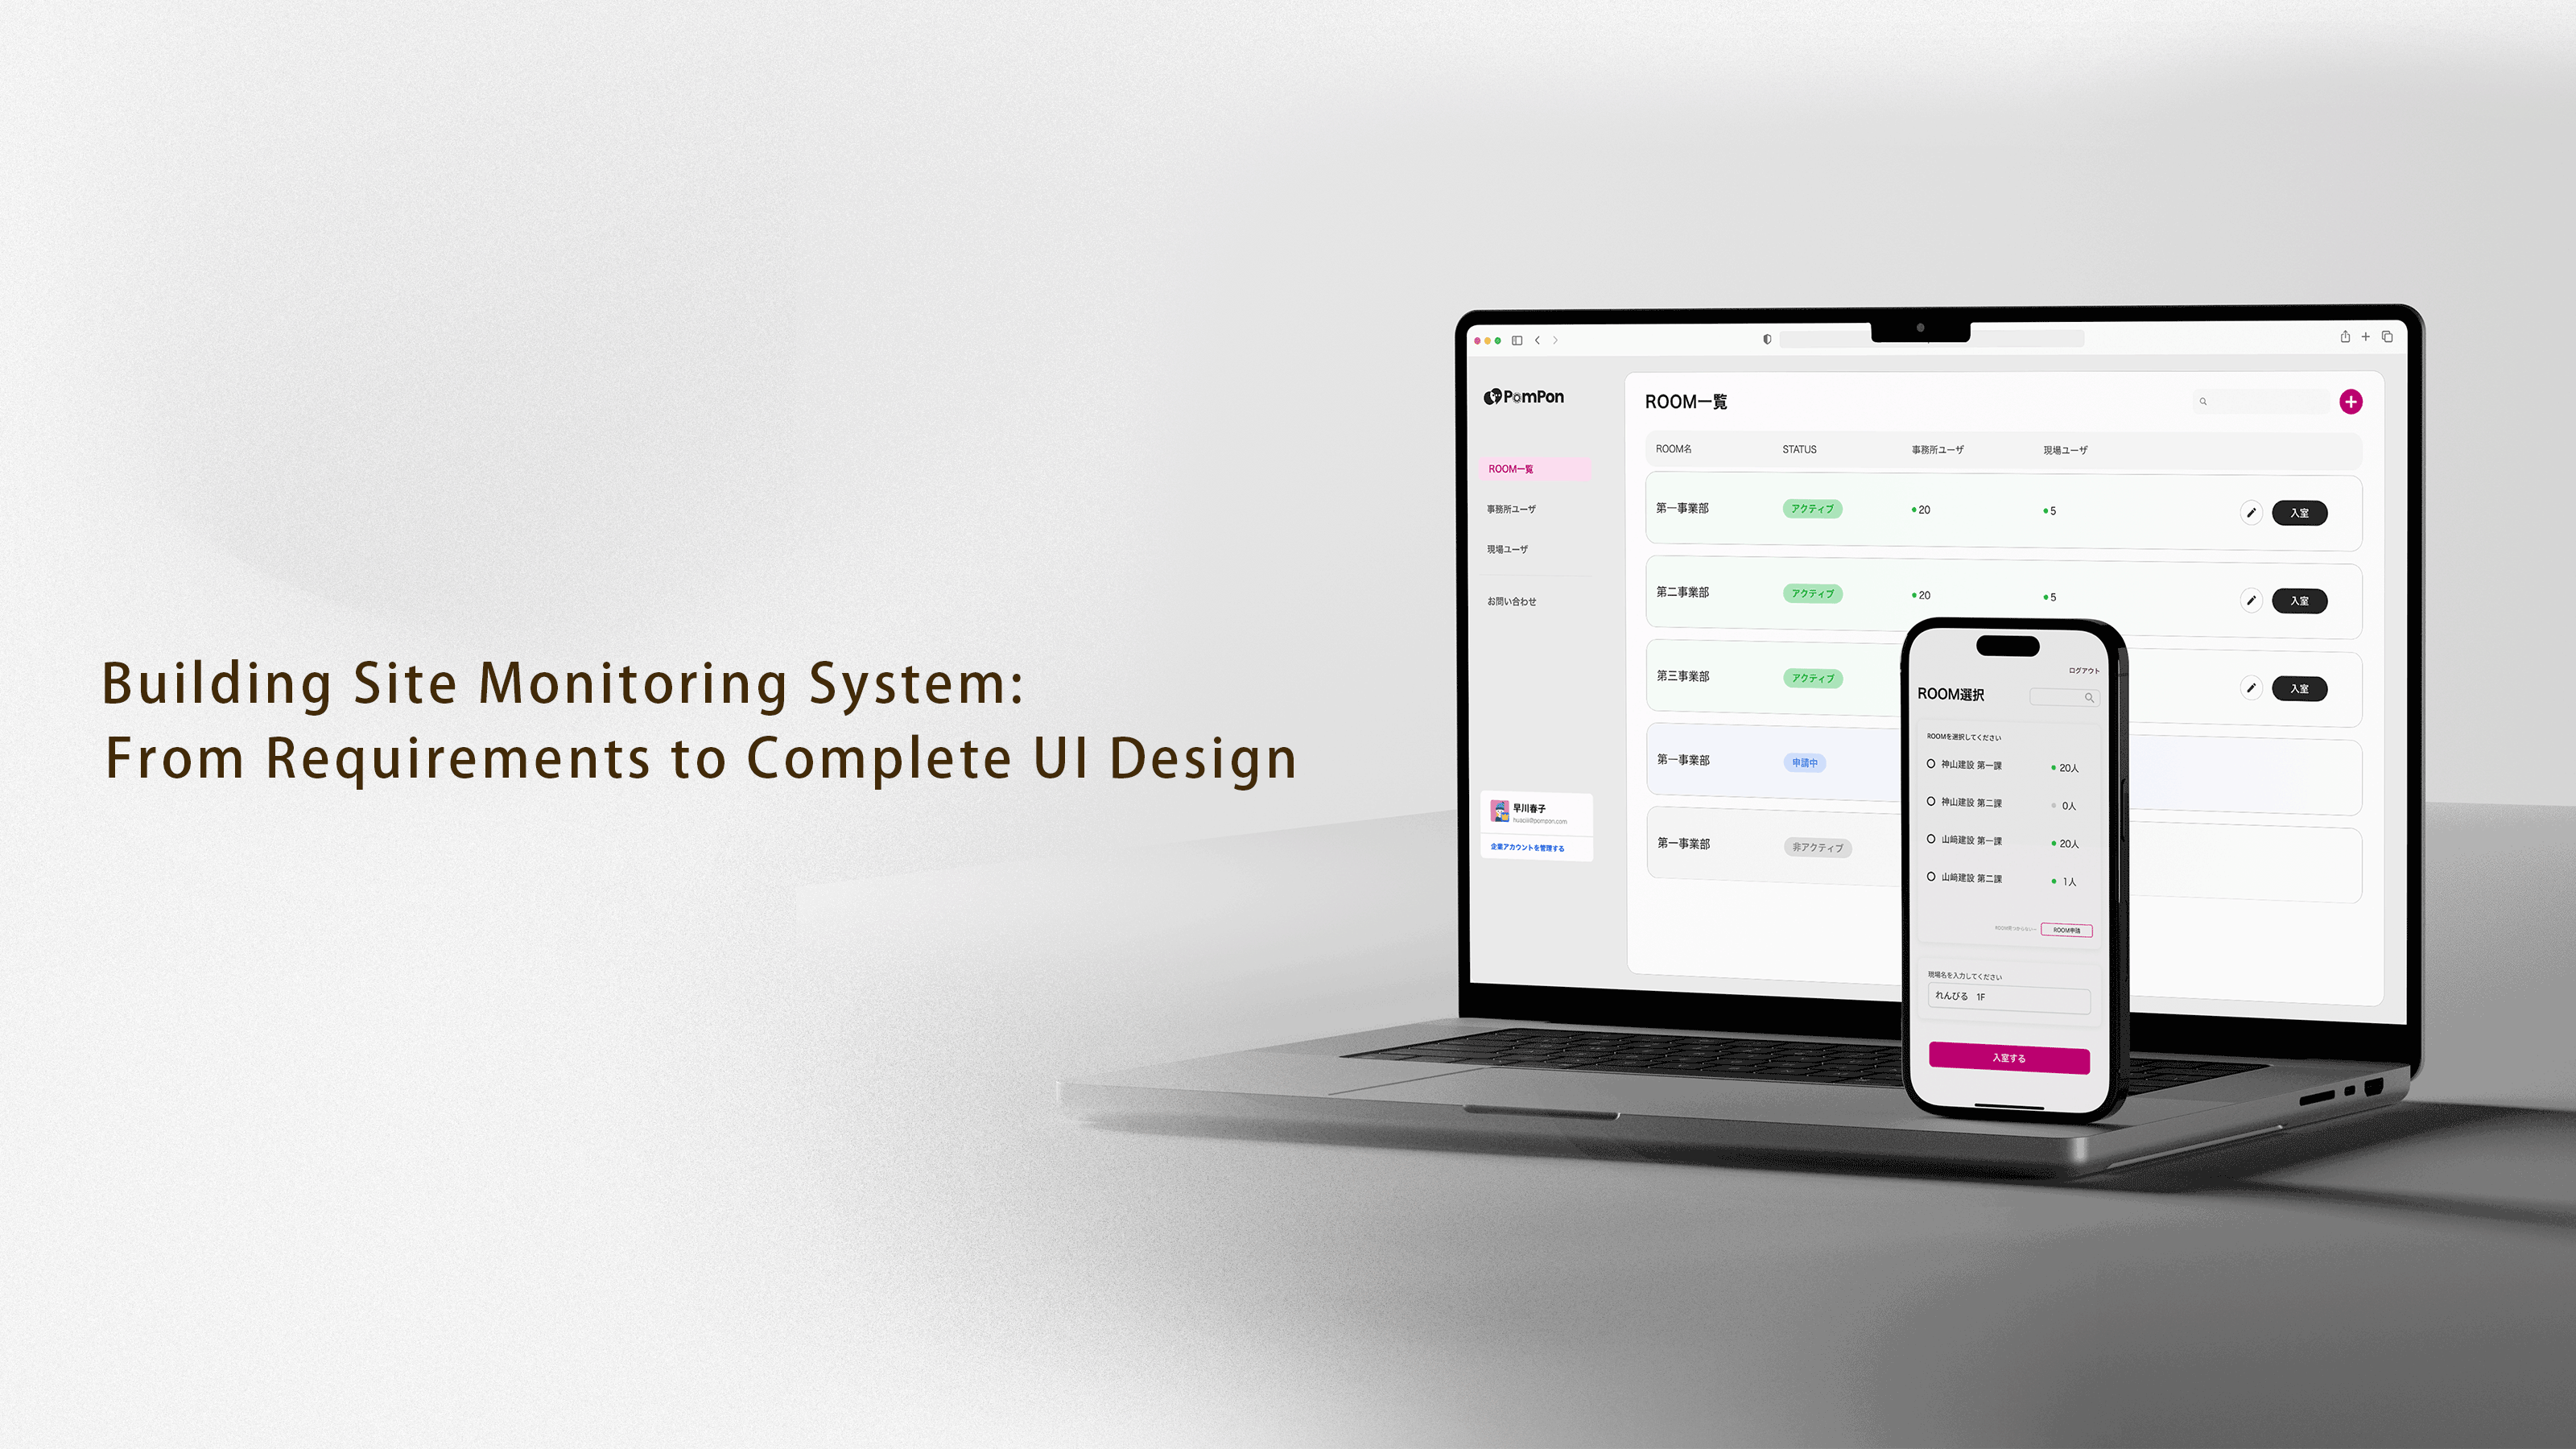 Building Site Monitoring System:
From Requirements to Complete UI Design
PomPon
ROOM一覧
事務所ユーザ
現場ユーザ
お問い合わせ
早川春子
企業アカウントを管理する
ROOM一覧
ROOM名 STATUS 事務所ユーザ 現場ユーザ
第一事業部 アクティブ 20 5 入室
第二事業部 アクティブ 20 5 入室
第三事業部 アクティブ 入室
第一事業部 申請中
第一事業部 非アクティブ
ログアウト
ROOM選択
ROOMを選択してください
神山建設 第一課 20人
神山建設 第二課 0人
山﨑建設 第一課 20人
山﨑建設 第二課 1人
ROOM申請
現場名を入力してください
れんびる 1F
入室する